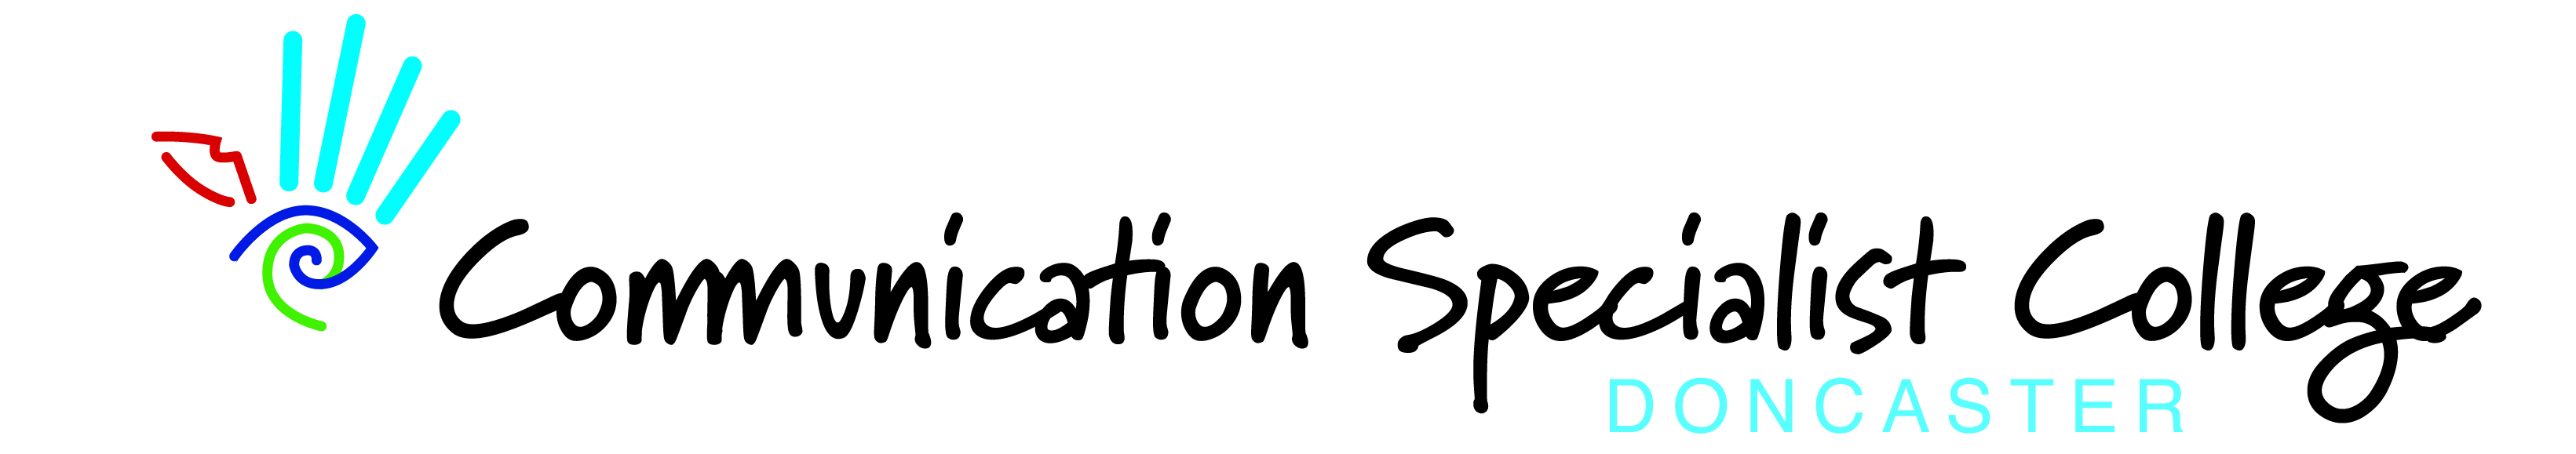 Communication Specialist College
DONCASTER